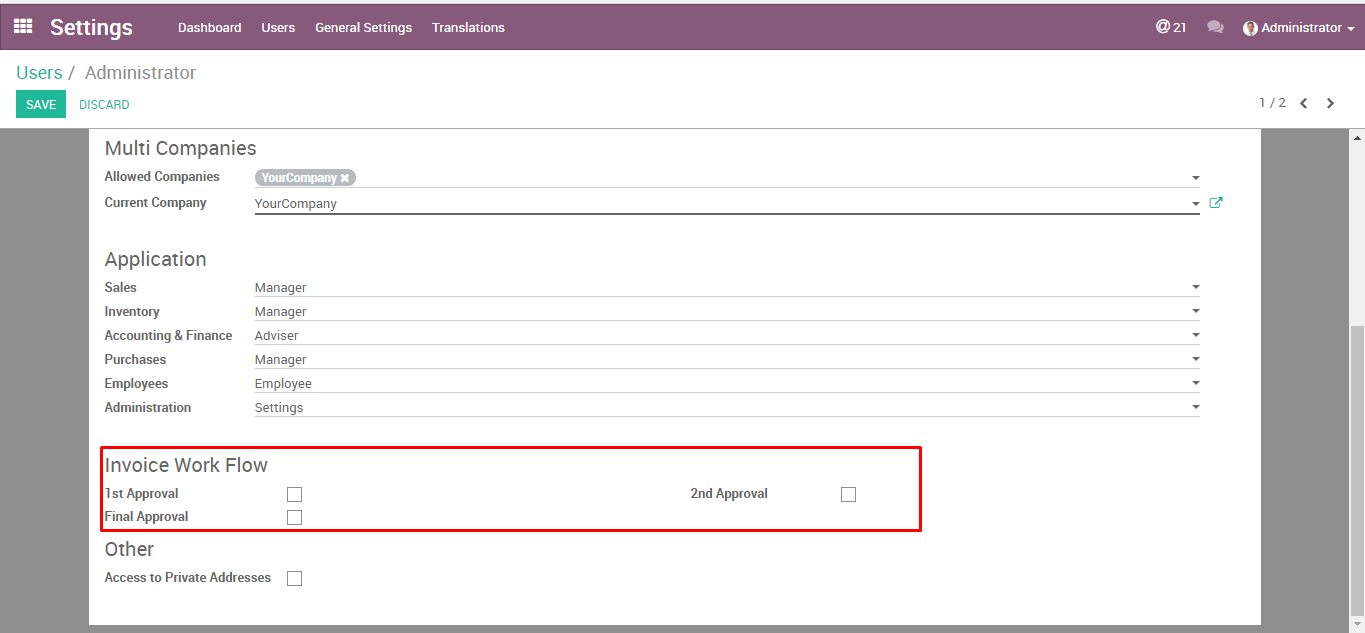 Settings Dashboard Users General Settings Translations @ 21 Administrator
Users / Administrator
SAVE DISCARD 1 / 2
Multi Companies
Allowed Companies YourCompany ✖
Current Company YourCompany
Application
Sales Manager
Inventory Manager
Accounting & Finance Adviser
Purchases Manager
Employees Employee
Administration Settings
Invoice Work Flow
1st Approval 2nd Approval
Final Approval
Other
Access to Private Addresses